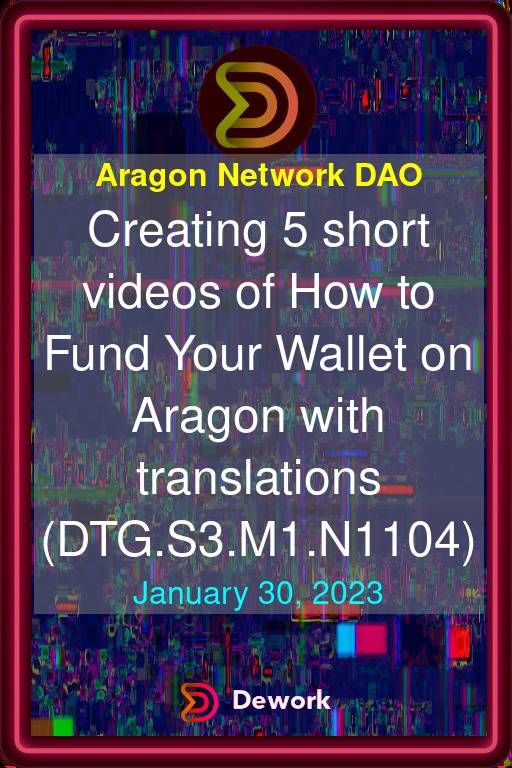 Aragon Network DAO
Creating 5 short
videos of How to
Fund Your Wallet on
Aragon with
translations
(DTG.S3.M1.N1104)
January 30, 2023
Dework